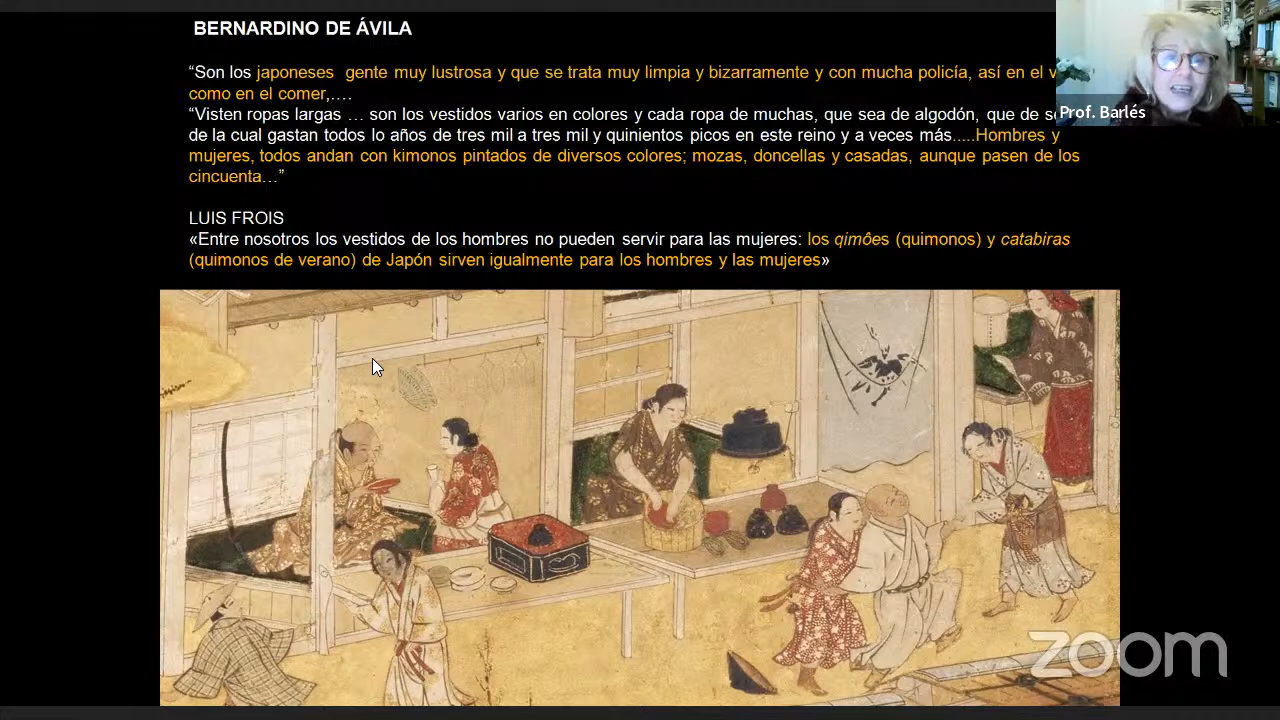 BERNARDINO DE ÁVILA
“Son los japoneses gente muy lustrosa y que se trata muy limpia y bizarramente y con mucha policía, así en el
como en el comer,....
“Visten ropas largas … son los vestidos varios en colores y cada ropa de muchas, que sea de algodón, que de
de la cual gastan todos lo años de tres mil a tres mil y quinientos picos en este reino y a veces más.....Hombres y
mujeres, todos andan con kimonos pintados de diversos colores; mozas, doncellas y casadas, aunque pasen de los
cincuenta…”
LUIS FROIS
«Entre nosotros los vestidos de los hombres no pueden servir para las mujeres: los qimôes (quimonos) y catabiras
(quimonos de verano) de Japón sirven igualmente para los hombres y las mujeres»
Prof. Barlés
zoom